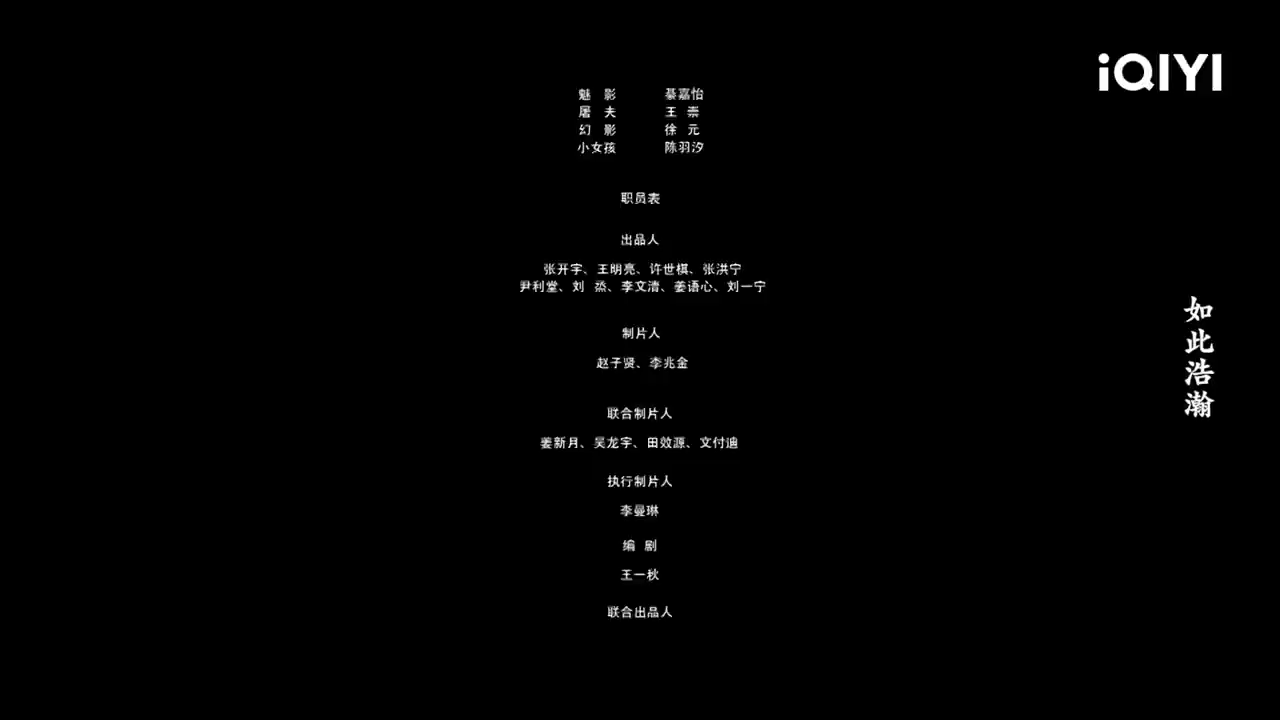 iQIYI
魅 影 綦嘉怡
屠 夫 王 崇
幻 影 徐 元
小女孩 陈羽汐
职员表
出品人
张开宇、王明亮、许世棋、张洪宁
尹利堂、刘 烝、李文清、姜语心、刘一宁
制片人
赵子贤、李兆金
联合制片人
姜新月、吴龙宇、田效源、文付迪
执行制片人
李曼琳
编 剧
王一秋
联合出品人
如此浩瀚